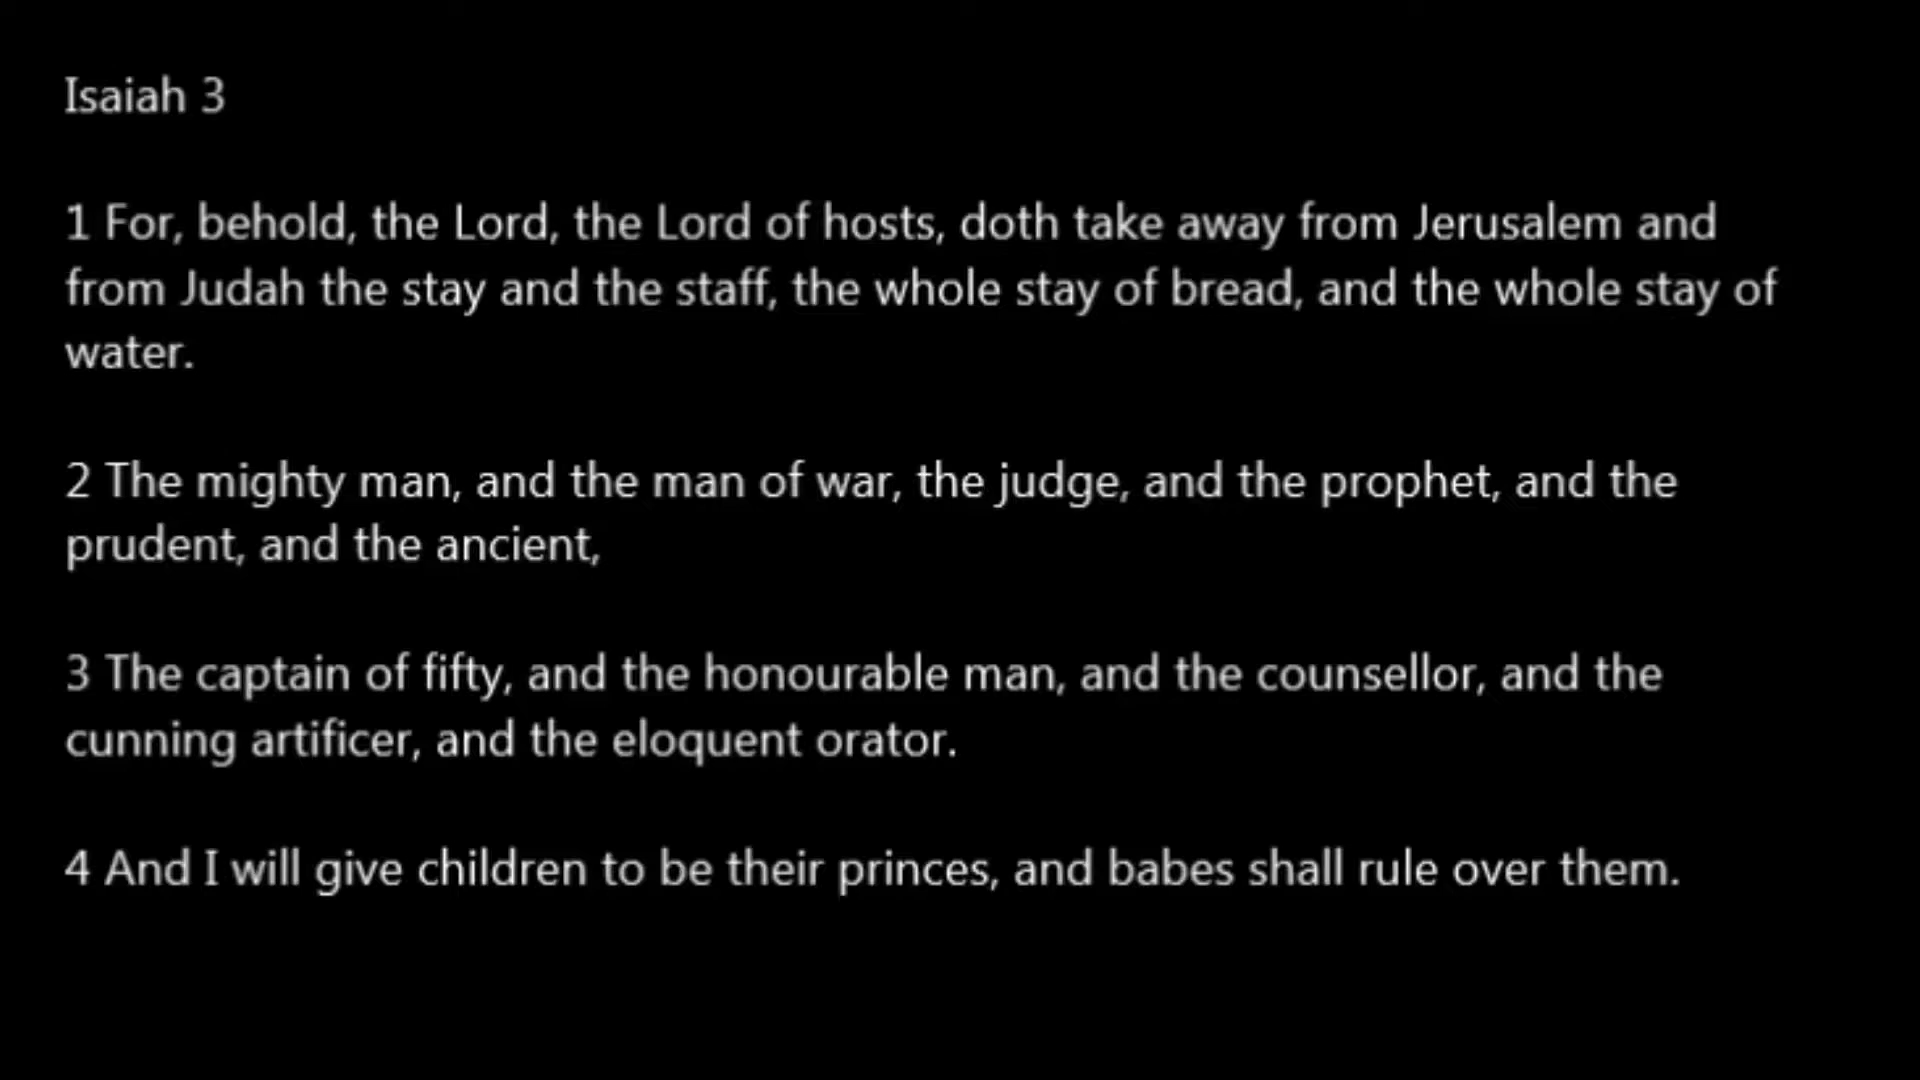 Isaiah 3
1 For, behold, the Lord, the Lord of hosts, doth take away from Jerusalem and
from Judah the stay and the staff, the whole stay of bread, and the whole stay of
water.
2 The mighty man, and the man of war, the judge, and the prophet, and the
prudent, and the ancient,
3 The captain of fifty, and the honourable man, and the counsellor, and the
cunning artificer, and the eloquent orator.
4 And I will give children to be their princes, and babes shall rule over them.